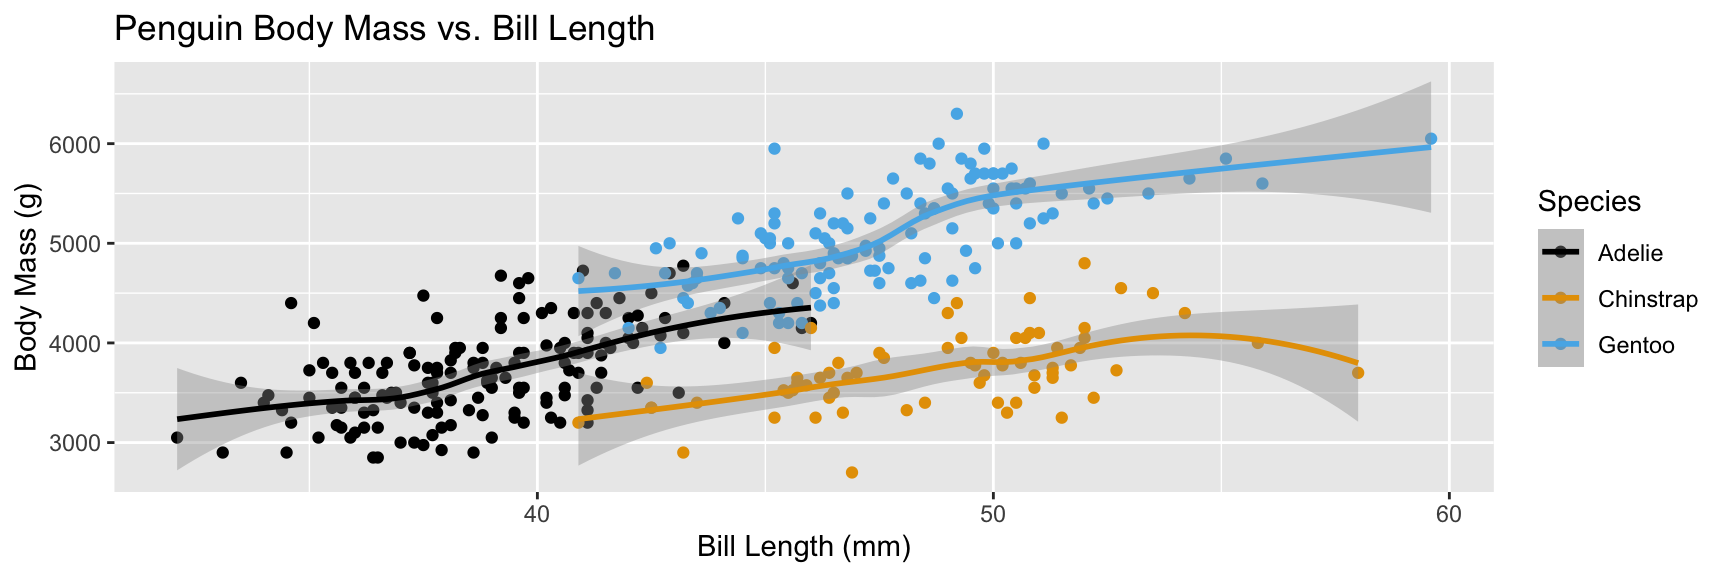 Penguin Body Mass vs. Bill Length
Body Mass (g)
6000
5000
4000
3000
40 50 60
Bill Length (mm)
Species
Adelie
Chinstrap
Gentoo